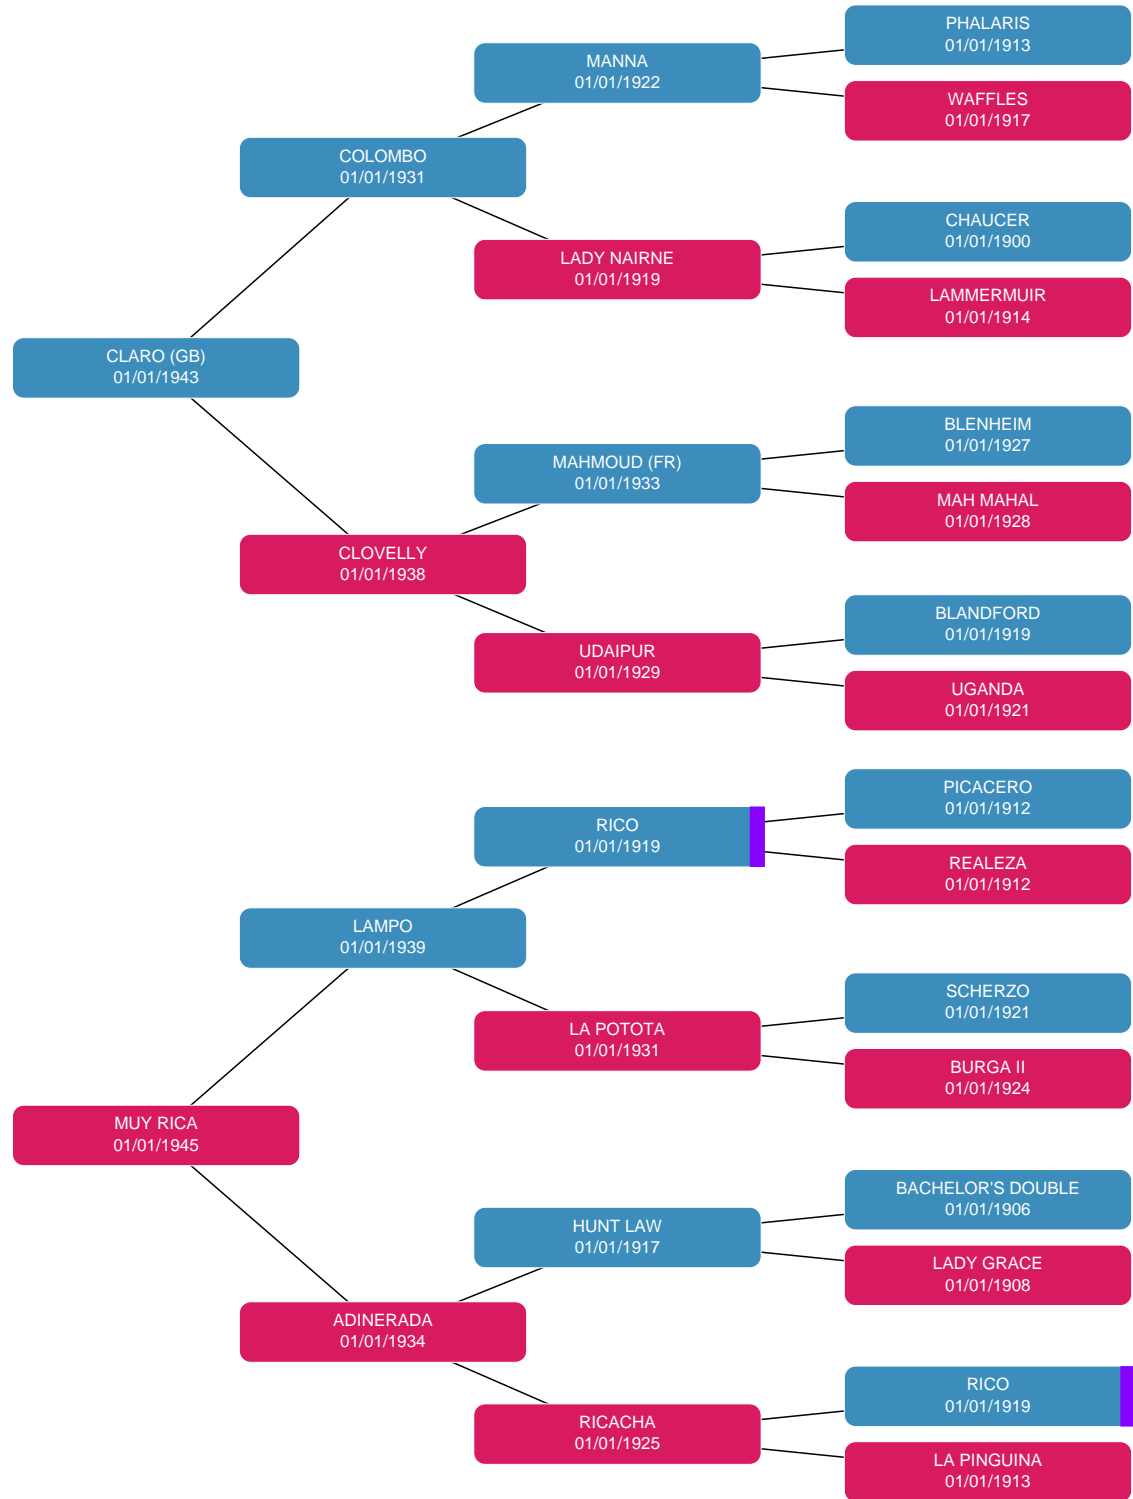 PHALARIS
01/01/1913
MANNA
01/01/1922
WAFFLES
01/01/1917
COLOMBO
01/01/1931
CHAUCER
01/01/1900
LADY NAIRNE
01/01/1919
LAMMERMUIR
01/01/1914
CLARO (GB)
01/01/1943
BLENHEIM
01/01/1927
MAHMOUD (FR)
01/01/1933
MAH MAHAL
01/01/1928
CLOVELLY
01/01/1938
BLANDFORD
01/01/1919
UDAIPUR
01/01/1929
UGANDA
01/01/1921
PICACERO
01/01/1912
RICO
01/01/1919
REALEZA
01/01/1912
LAMPO
01/01/1939
SCHERZO
01/01/1921
LA POTOTA
01/01/1931
BURGA II
01/01/1924
MUY RICA
01/01/1945
BACHELOR'S DOUBLE
01/01/1906
HUNT LAW
01/01/1917
LADY GRACE
01/01/1908
ADINERADA
01/01/1934
RICO
01/01/1919
RICACHA
01/01/1925
LA PINGUINA
01/01/1913